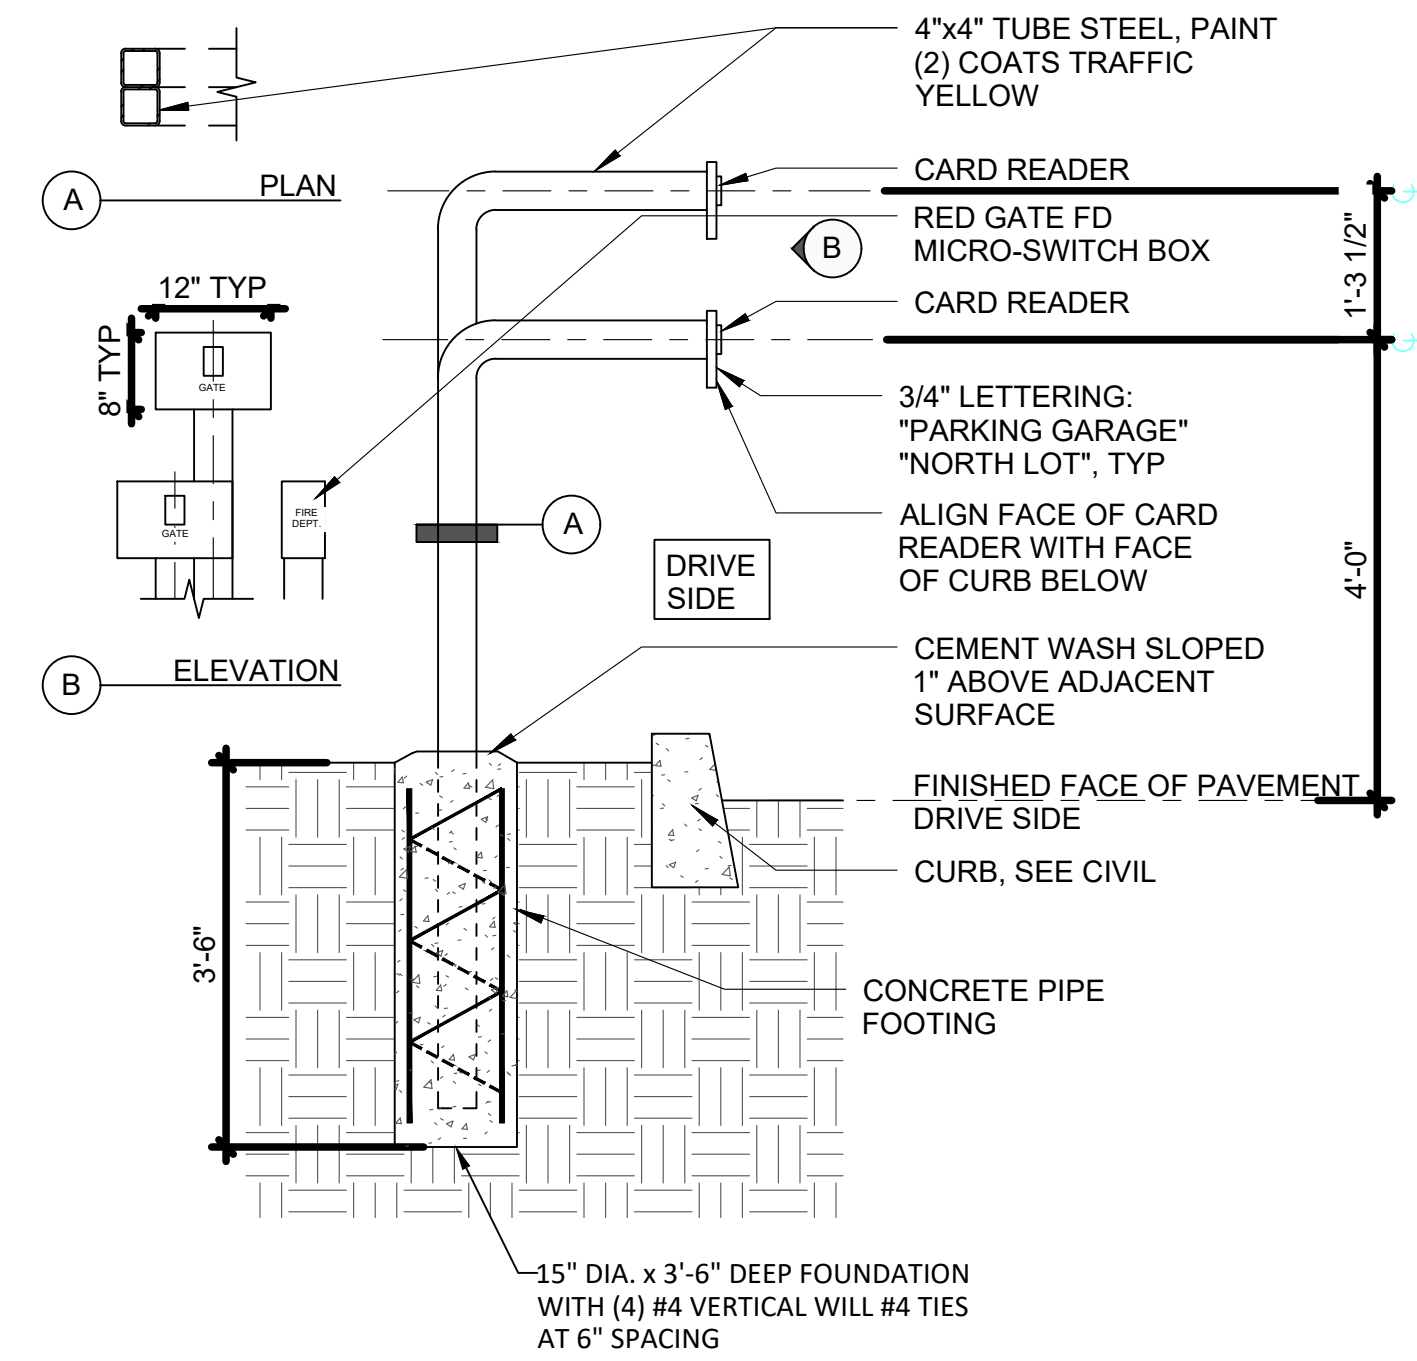 4"x4" TUBE STEEL, PAINT
(2) COATS TRAFFIC
YELLOW
A
PLAN
CARD READER
RED GATE FD
MICRO-SWITCH BOX
B
CARD READER
1'-3 1/2"
12" TYP
8" TYP
GATE
GATE
FIRE
DEPT.
3/4" LETTERING:
"PARKING GARAGE"
"NORTH LOT", TYP
A
ALIGN FACE OF CARD
READER WITH FACE
OF CURB BELOW
DRIVE
SIDE
4'-0"
B
ELEVATION
CEMENT WASH SLOPED
1" ABOVE ADJACENT
SURFACE
FINISHED FACE OF PAVEMENT
DRIVE SIDE
CURB, SEE CIVIL
3'-6"
CONCRETE PIPE
FOOTING
15" DIA. x 3'-6" DEEP FOUNDATION
WITH (4) #4 VERTICAL WILL #4 TIES
AT 6" SPACING